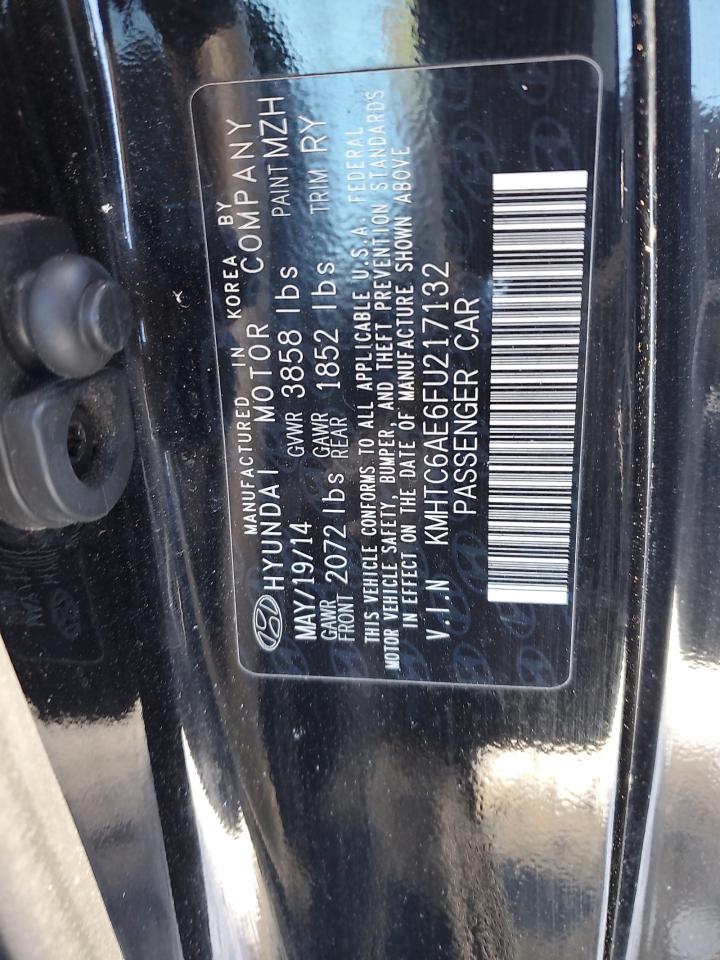 MANUFACTURED IN KOREA BY
HYUNDAI MOTOR COMPANY
MAY/19/14 GVWR 3858 lbs PAINT MZH
GAWR FRONT 2072 lbs GAWR REAR 1852 lbs TRIM RY
THIS VEHICLE CONFORMS TO ALL APPLICABLE U.S.A. FEDERAL
MOTOR VEHICLE SAFETY, BUMPER, AND THEFT PREVENTION STANDARDS
IN EFFECT ON THE DATE OF MANUFACTURE SHOWN ABOVE
V.I.N KMHTC6AE6FU217132
PASSENGER CAR